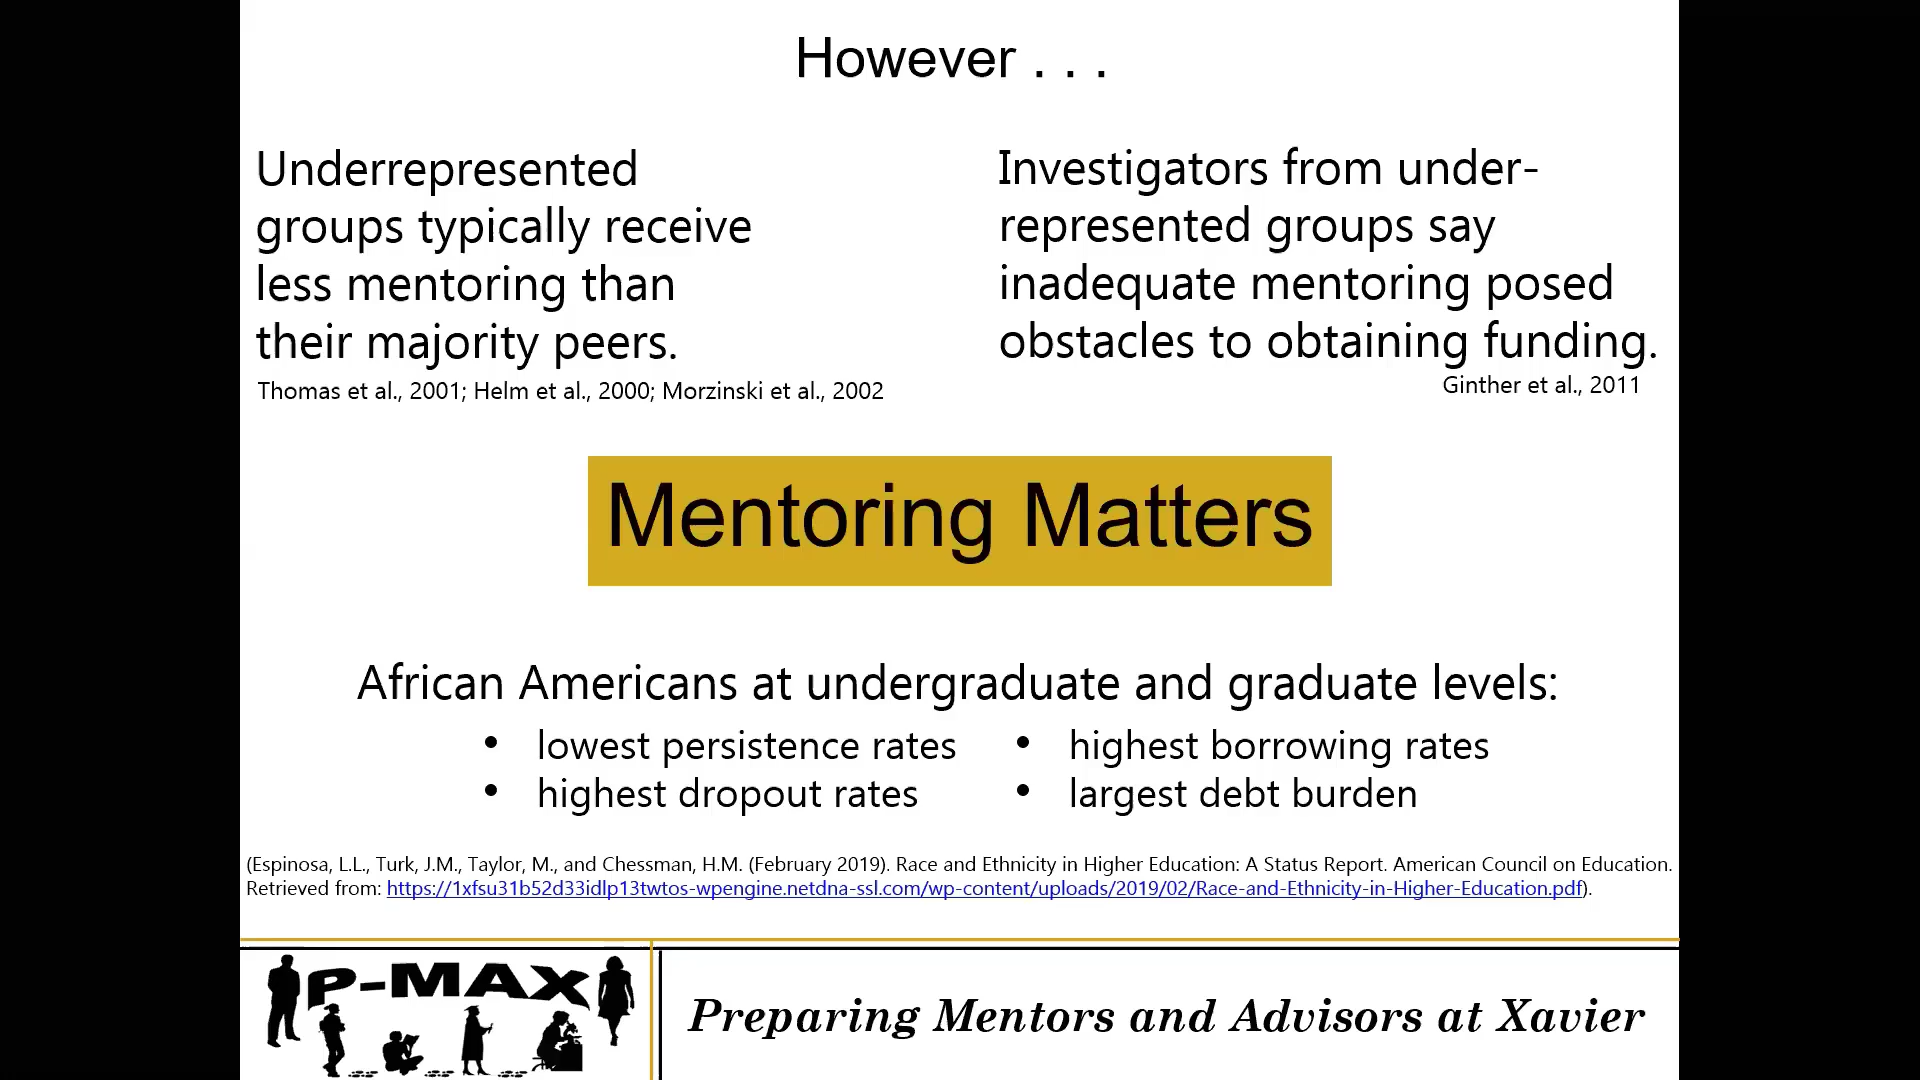 However . . .
Underrepresented
groups typically receive
less mentoring than
their majority peers.
Thomas et al., 2001; Helm et al., 2000; Morzinski et al., 2002
Investigators from under-
represented groups say
inadequate mentoring posed
obstacles to obtaining funding.
Ginther et al., 2011
Mentoring Matters
African Americans at undergraduate and graduate levels:
• lowest persistence rates
• highest dropout rates
• highest borrowing rates
• largest debt burden
(Espinosa, L.L., Turk, J.M., Taylor, M., and Chessman, H.M. (February 2019). Race and Ethnicity in Higher Education: A Status Report. American Council on Education.
Retrieved from: https://1xfsu31b52d33idlp13twtos-wpengine.netdna-ssl.com/wp-content/uploads/2019/02/Race-and-Ethnicity-in-Higher-Education.pdf).
P-MAX
Preparing Mentors and Advisors at Xavier